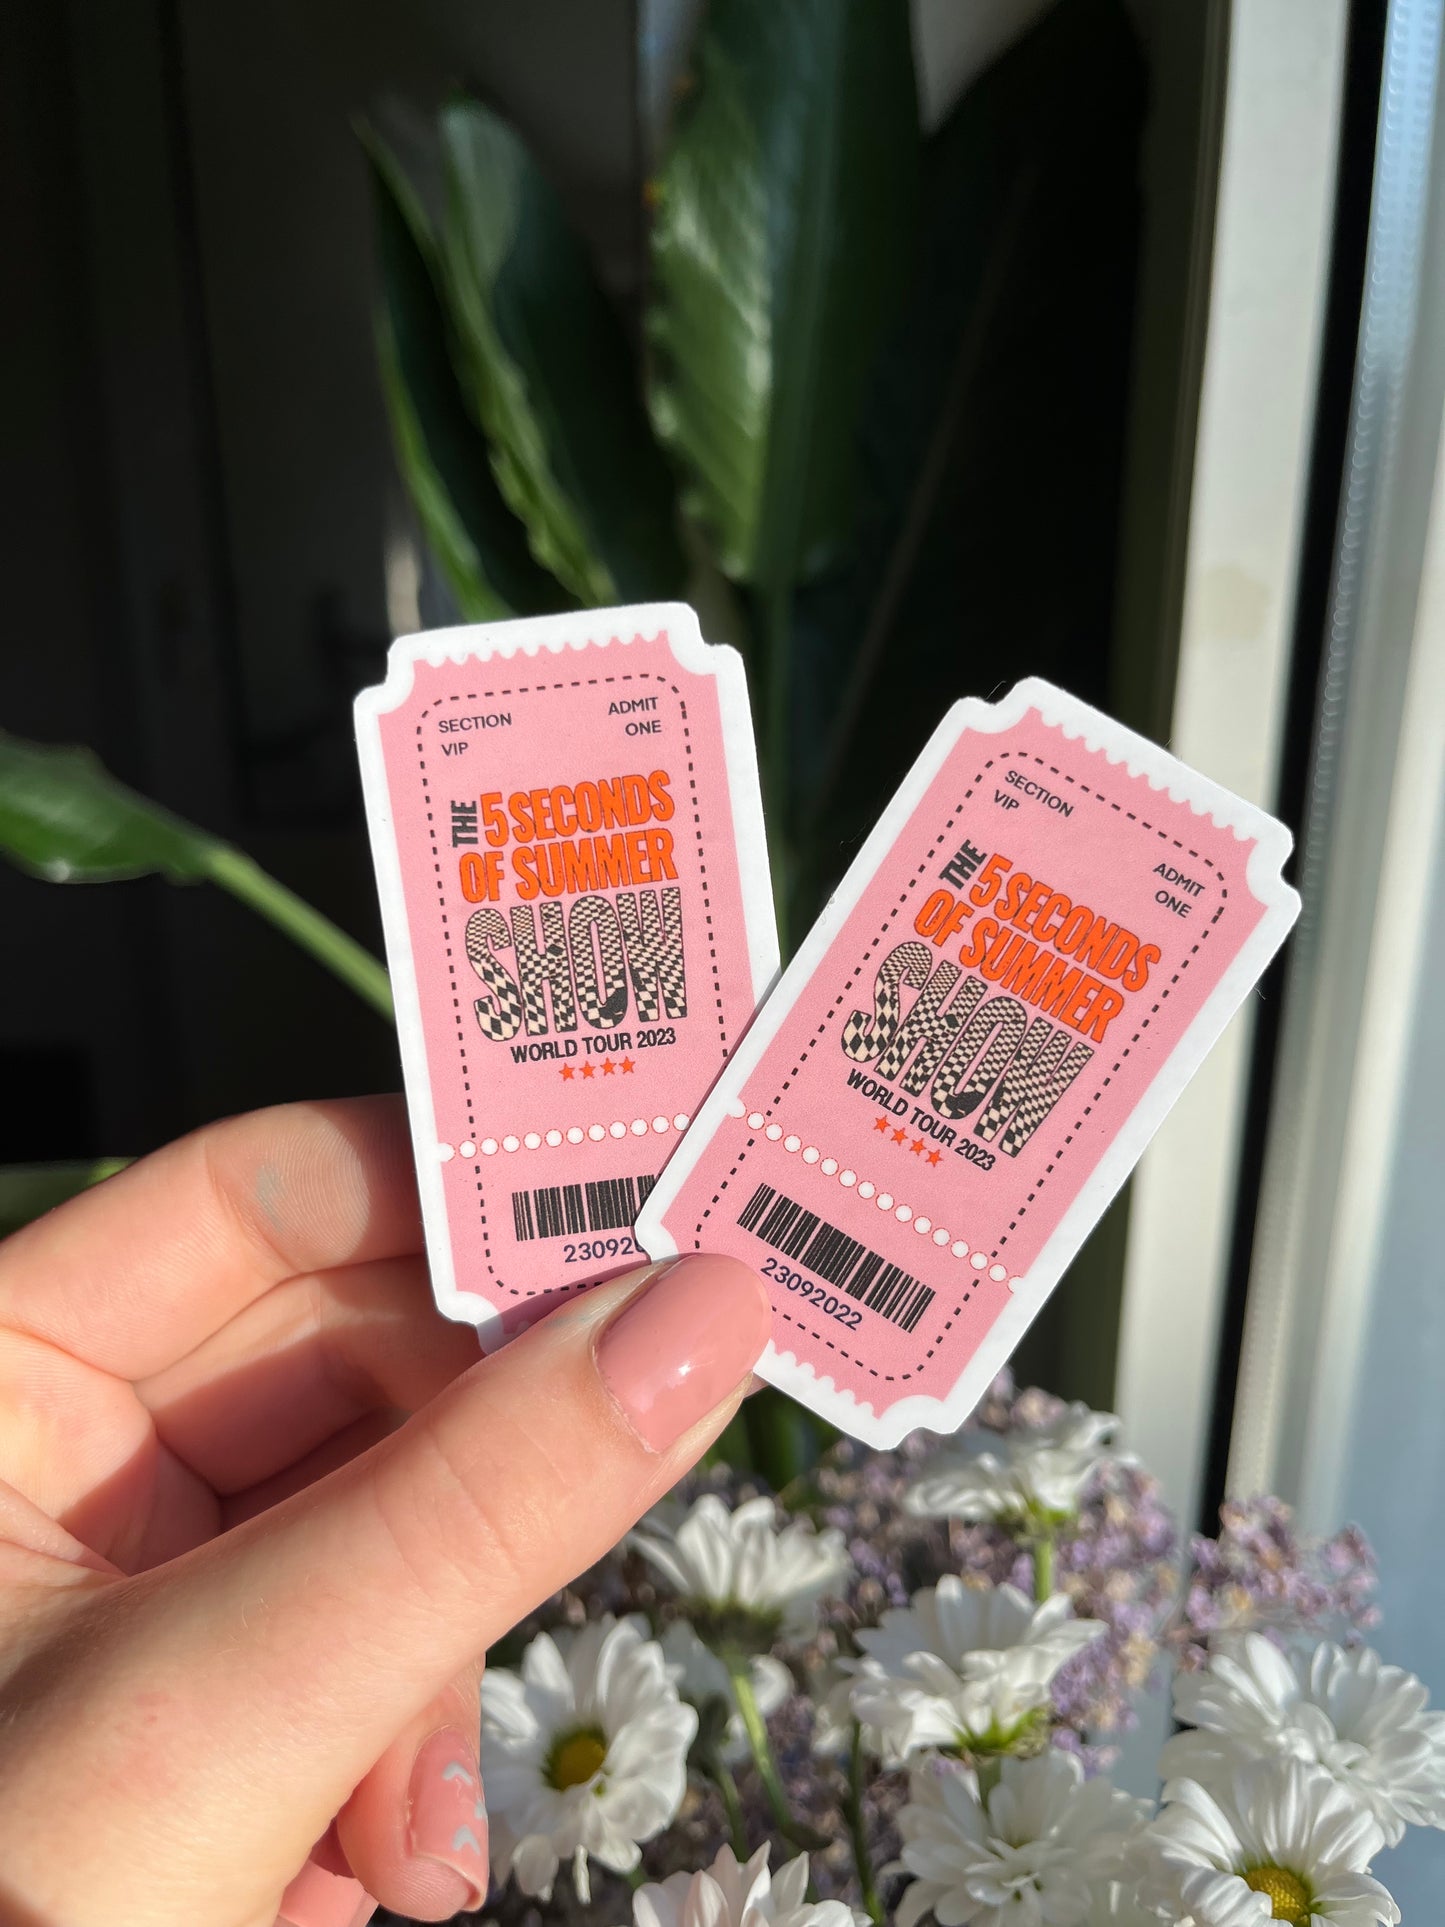 SECTION
VIP
ADMIT
ONE
THE
5 SECONDS
OF SUMMER
SHOW
WORLD TOUR 2023
23092
SECTION
VIP
ADMIT
ONE
THE
5 SECONDS
OF SUMMER
SHOW
WORLD TOUR 2023
23092022